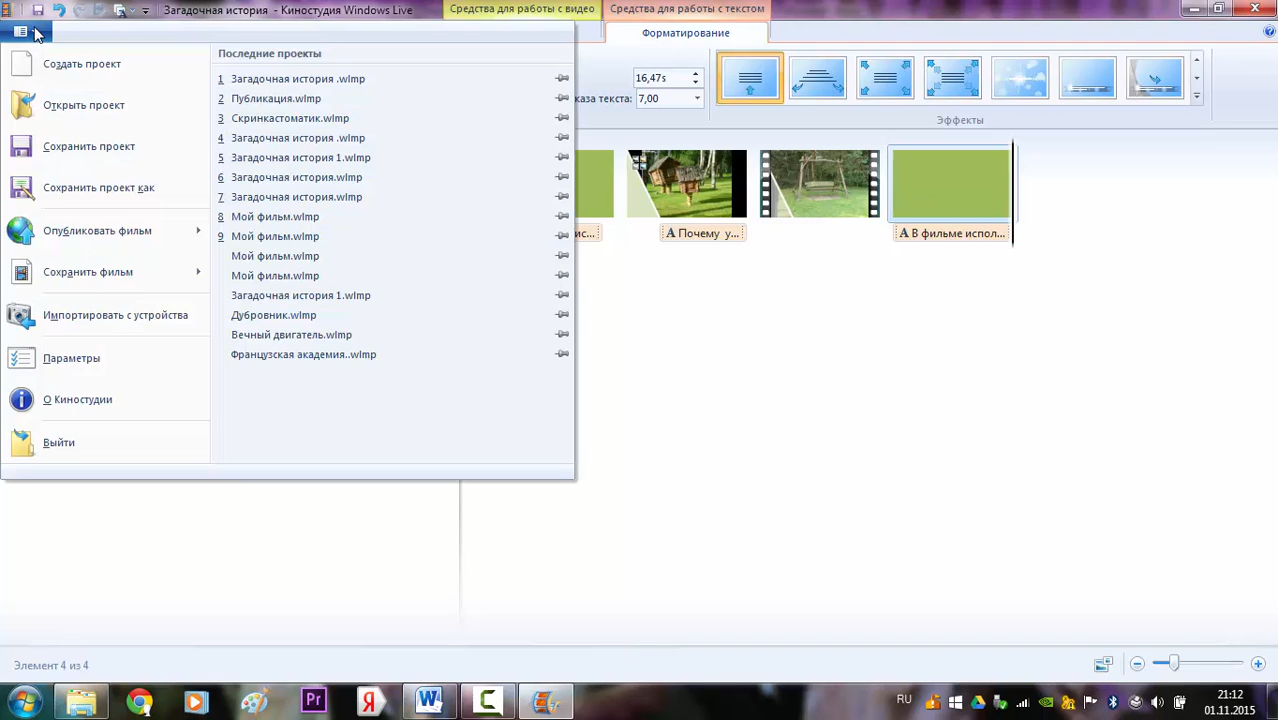 Загадочная история - Киностудия Windows Live
Средства для работы с видео
Средства для работы с текстом
Форматирование
Создать проект
Открыть проект
Сохранить проект
Сохранить проект как
Опубликовать фильм
Сохранить фильм
Импортировать с устройства
Параметры
О Киностудии
Выйти
Последние проекты
1 Загадочная история .wlmp
2 Публикация.wlmp
3 Скринкастоматик.wlmp
4 Загадочная история .wlmp
5 Загадочная история 1.wlmp
6 Загадочная история.wlmp
7 Загадочная история.wlmp
8 Мой фильм.wlmp
9 Мой фильм.wlmp
Мой фильм.wlmp
Мой фильм.wlmp
Загадочная история 1.wlmp
Дубровник.wlmp
Вечный двигатель.wlmp
Французская академия..wlmp
16,47s
каза текста: 7,00
Эффекты
ис...
A Почему у...
A В фильме испол...
Элемент 4 из 4
Pr
Я
W
C
RU
21:12
01.11.2015